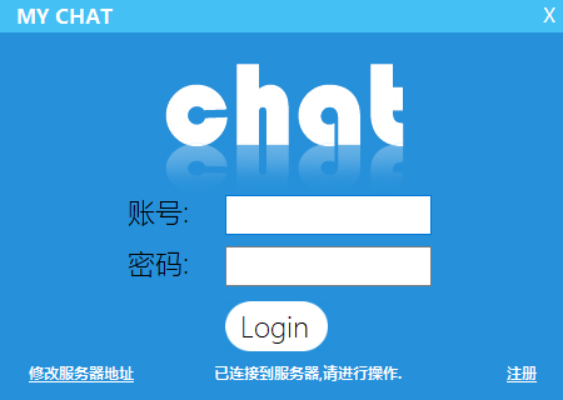 MY CHAT X
chat
账号:
密码:
Login
修改服务器地址 已连接到服务器,请进行操作. 注册